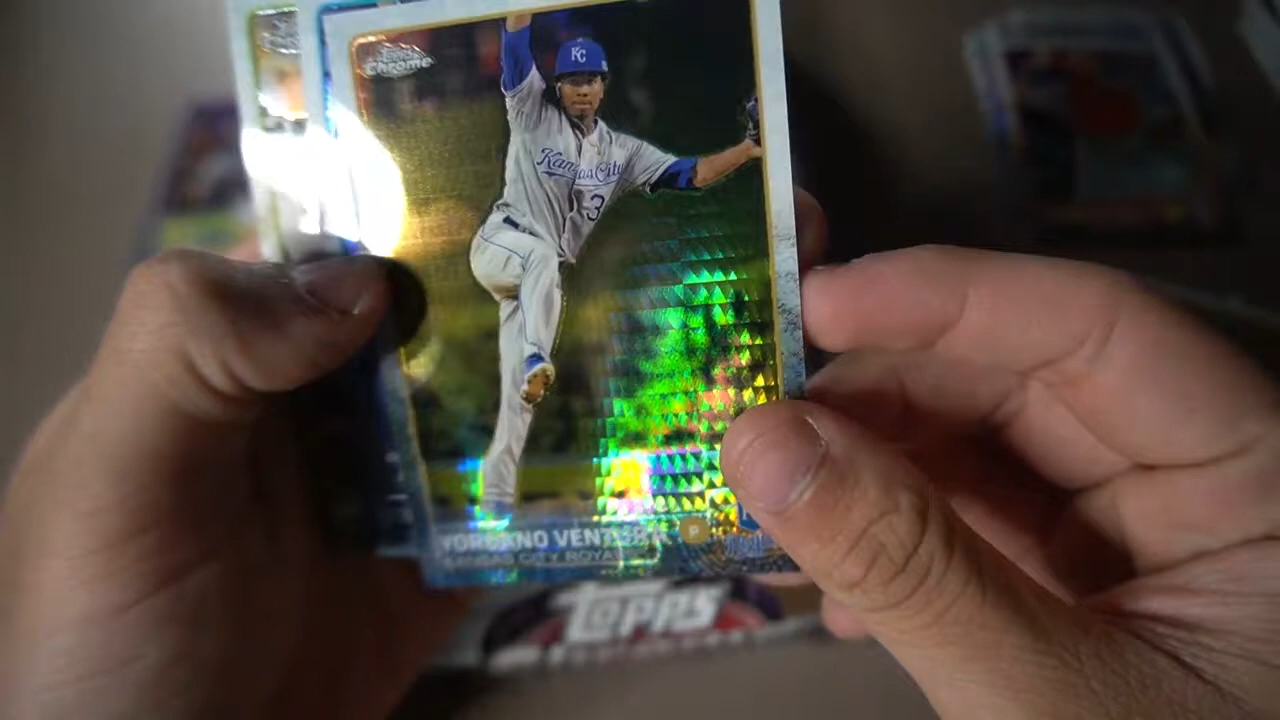 Topps
Chrome
KC
Kansas City
3
YORDANO VENTURA P
KANSAS CITY ROYALS
TOPPS